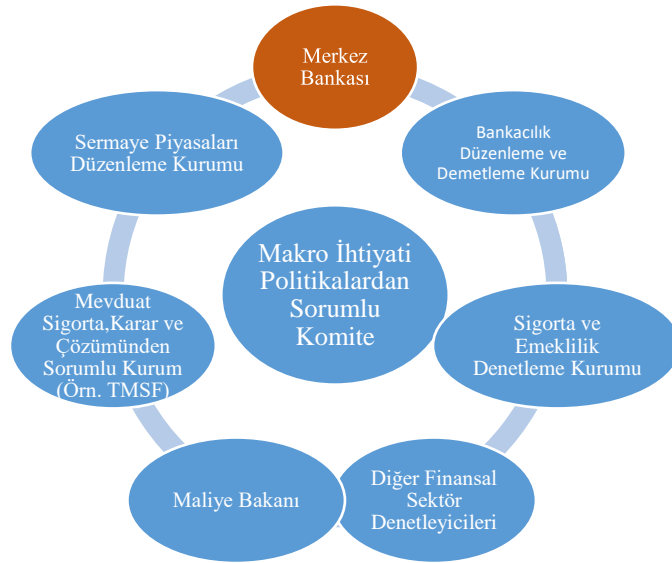 Merkez
Bankası
Sermaye Piyasaları
Düzenleme Kurumu
Bankacılık
Düzenleme ve
Demetleme Kurumu
Makro İhtiyati
Politikalardan
Sorumlu
Komite
Mevduat
Sigorta,Karar ve
Çözümünden
Sorumlu Kurum
(Örn. TMSF)
Sigorta ve
Emeklilik
Denetleme Kurumu
Maliye Bakanı
Diğer Finansal
Sektör
Denetleyicileri